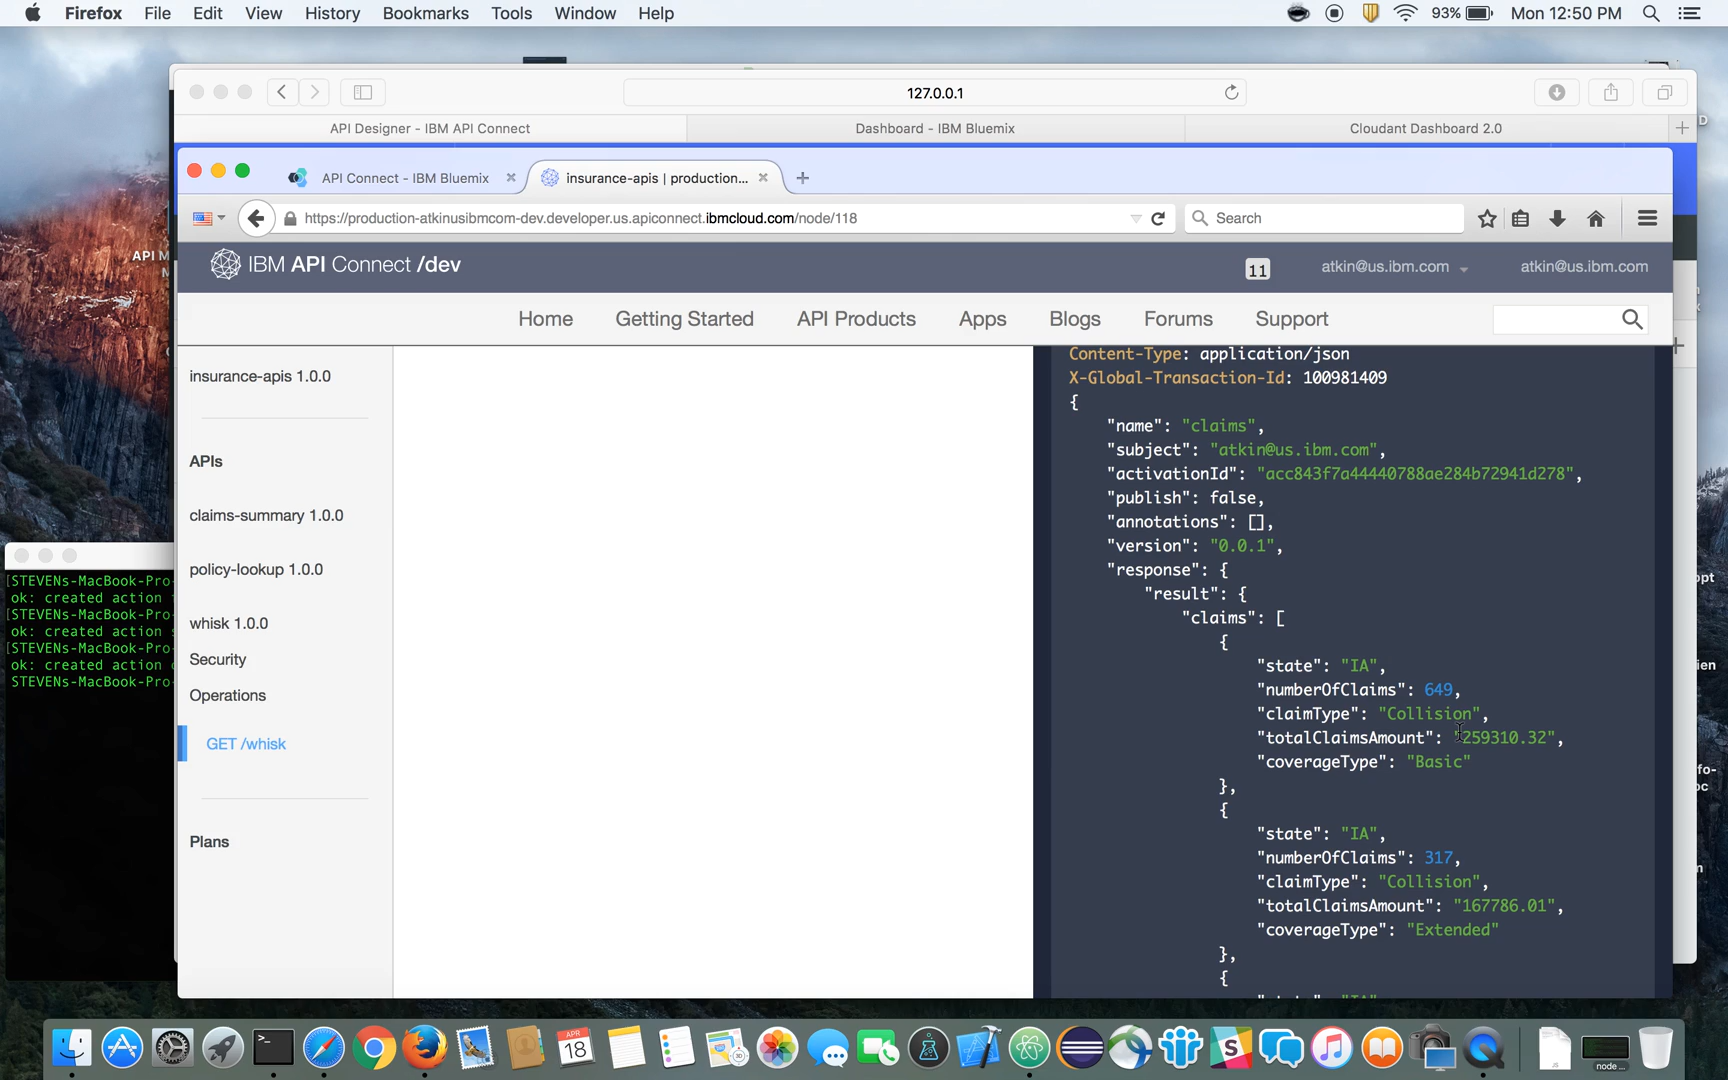 Firefox File Edit View History Bookmarks Tools Window Help 93% Mon 12:50 PM
127.0.0.1
API Designer - IBM API Connect Dashboard - IBM Bluemix Cloudant Dashboard 2.0
API Connect - IBM Bluemix insurance-apis | production...
https://production-atkinusibmcom-dev.developer.us.apiconnect.ibmcloud.com/node/118 Search
IBM API Connect /dev 11 atkin@us.ibm.com atkin@us.ibm.com
Home Getting Started API Products Apps Blogs Forums Support
insurance-apis 1.0.0
APIs
claims-summary 1.0.0
policy-lookup 1.0.0
whisk 1.0.0
Security
Operations
GET /whisk
Plans
Content-Type: application/json
X-Global-Transaction-Id: 100981409
{
"name": "claims",
"subject": "atkin@us.ibm.com",
"activationId": "acc843f7a44440788ae284b72941d278",
"publish": false,
"annotations": [],
"version": "0.0.1",
"response": {
"result": {
"claims": [
{
"state": "IA",
"numberOfClaims": 649,
"claimType": "Collision",
"totalClaimsAmount": "259310.32",
"coverageType": "Basic"
},
{
"state": "IA",
"numberOfClaims": 317,
"claimType": "Collision",
"totalClaimsAmount": "167786.01",
"coverageType": "Extended"
},
{
API M
[STEVENs-MacBook-Pro-
ok: created action
[STEVENs-MacBook-Pro-
ok: created action
[STEVENs-MacBook-Pro-
ok: created action
STEVENs-MacBook-Pro-
APR
18
node ...